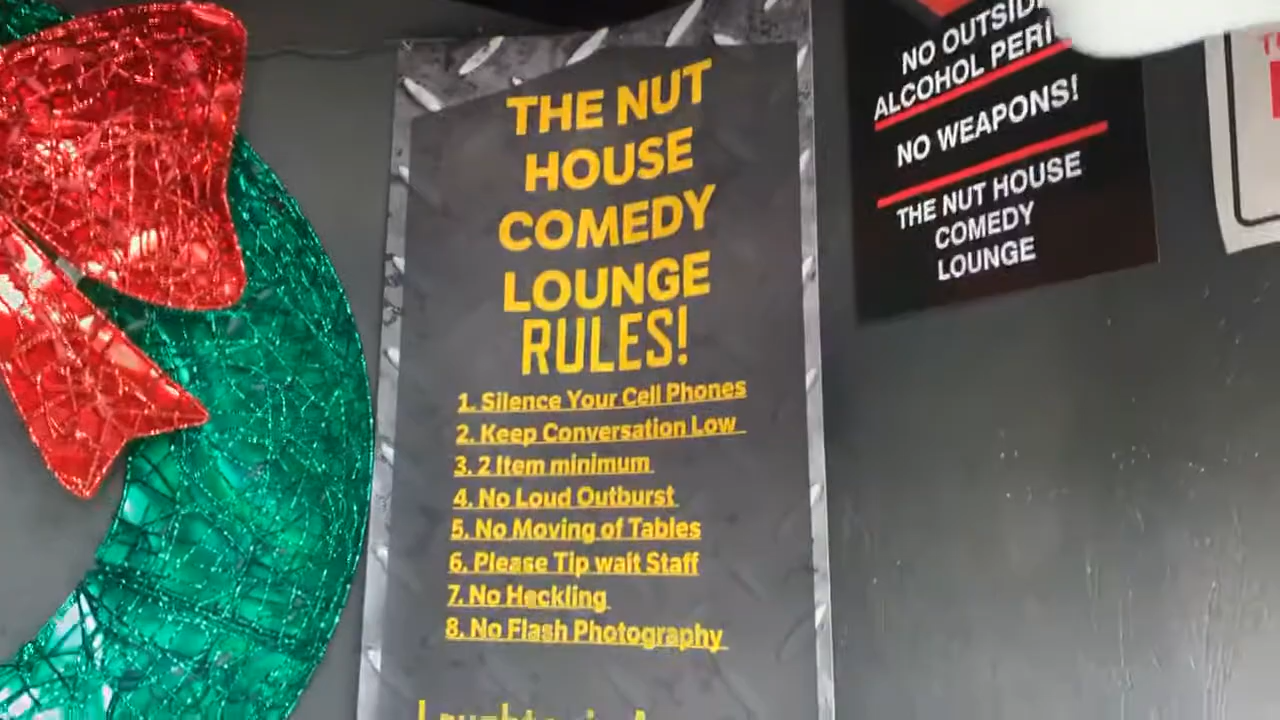 THE NUT
HOUSE
COMEDY
LOUNGE
RULES!
1. Silence Your Cell Phones
2. Keep Conversation Low
3. 2 Item minimum
4. No Loud Outburst
5. No Moving of Tables
6. Please Tip wait Staff
7. No Heckling
8. No Flash Photography
NO OUTSIDE
ALCOHOL
NO WEAPONS!
THE NUT HOUSE
COMEDY
LOUNGE